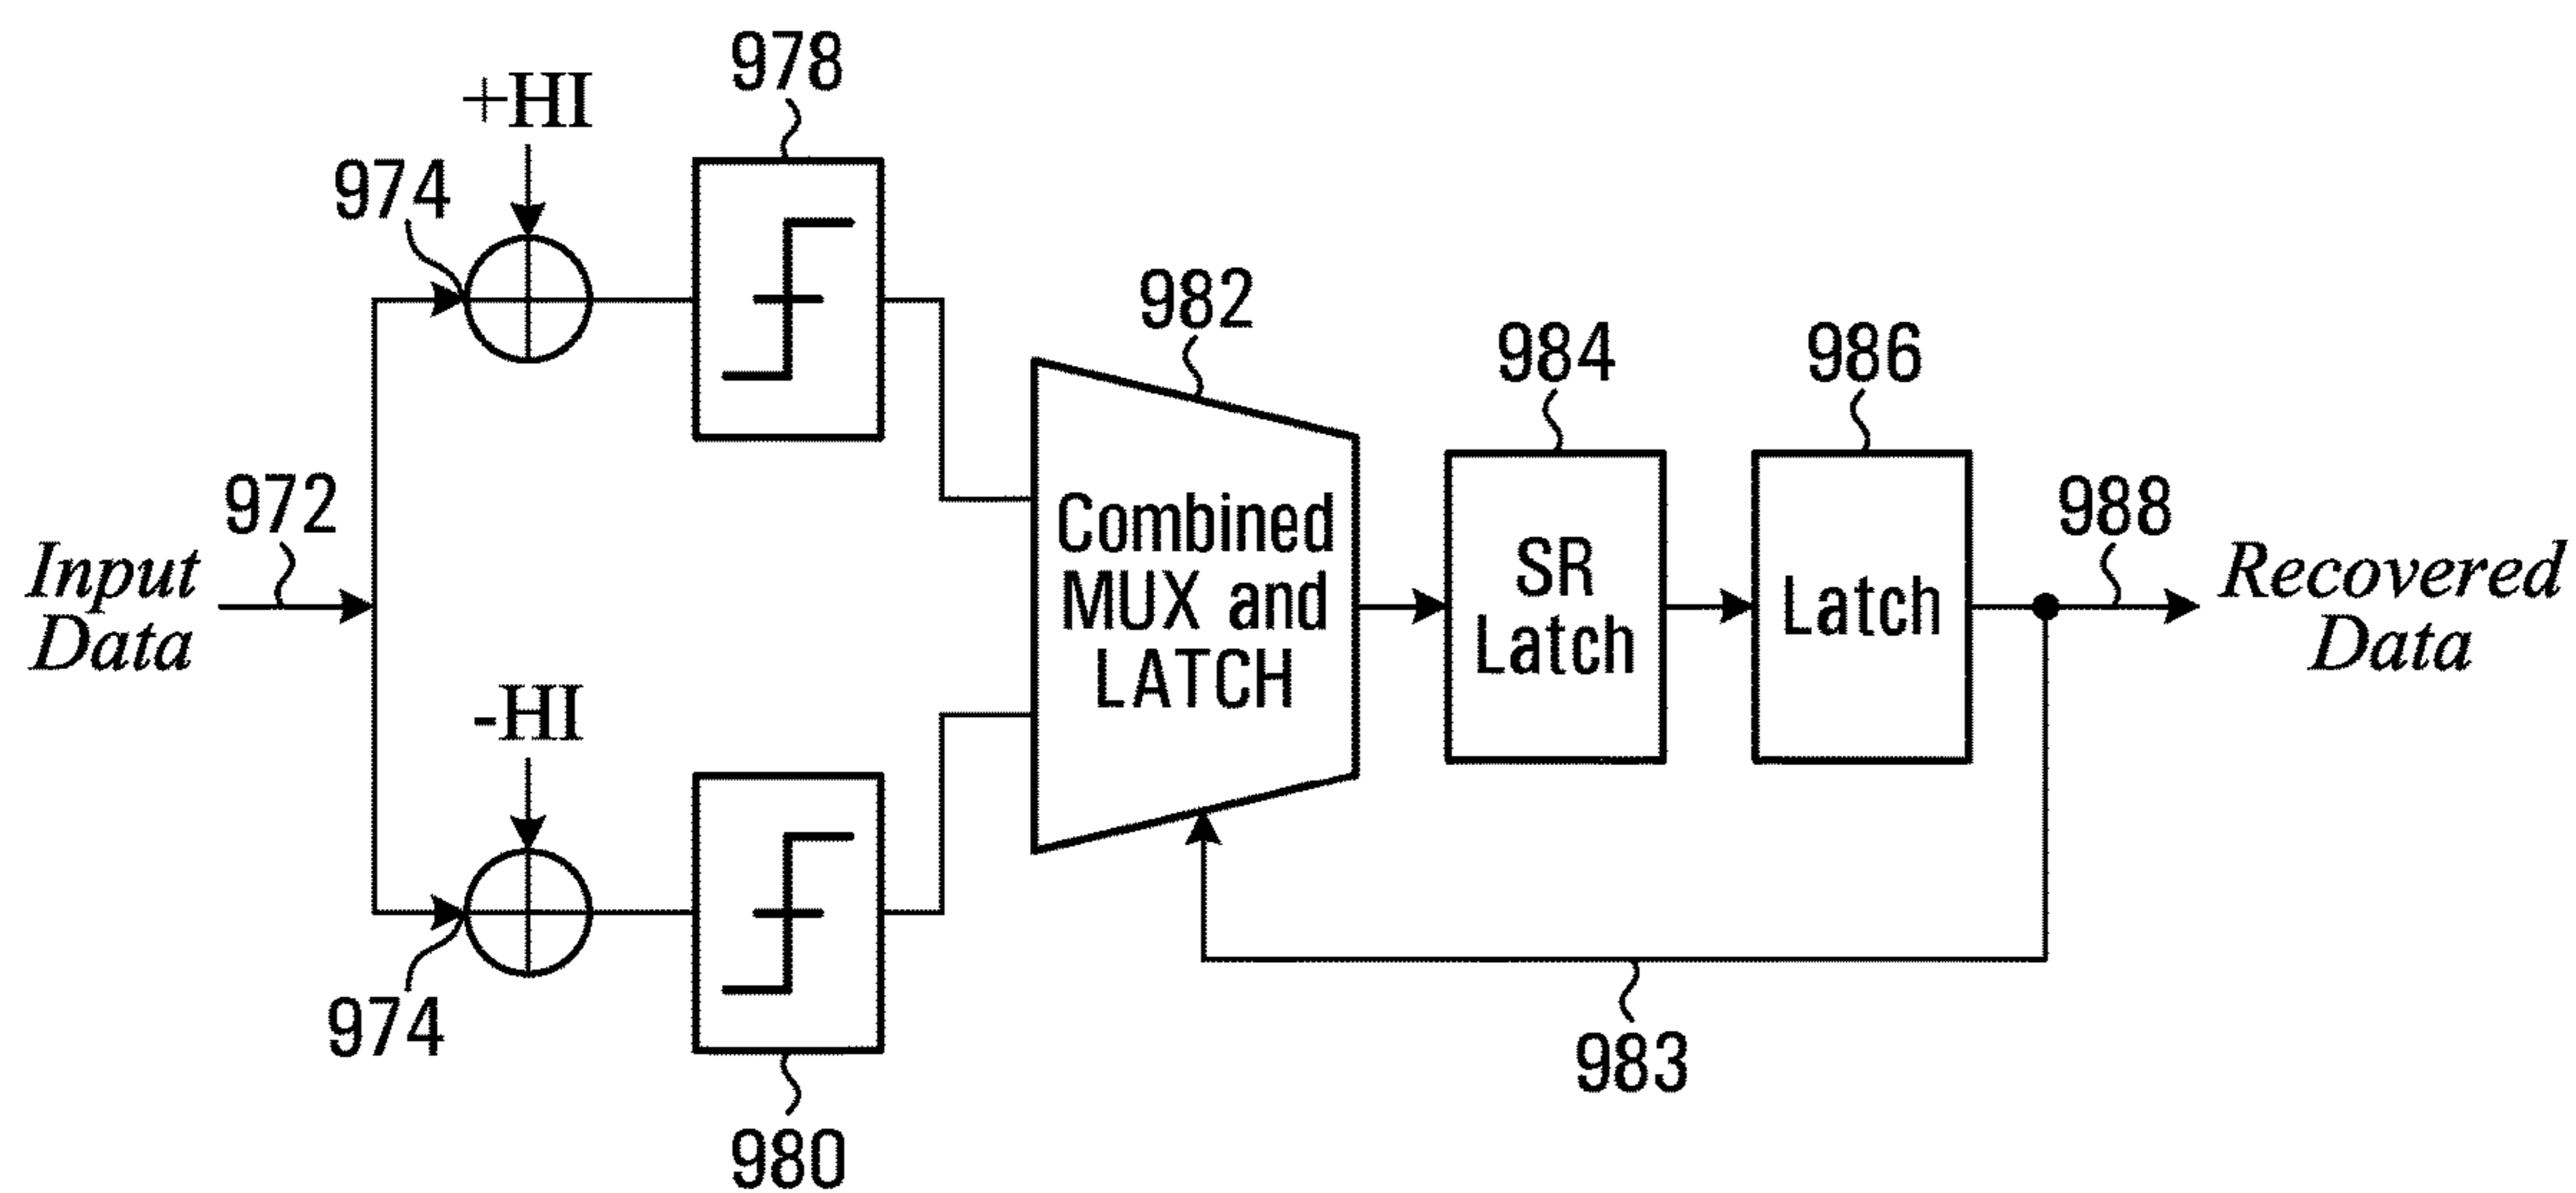 978
+HI
974
982
984
986
972
Input
Data
Combined
MUX and
LATCH
SR
Latch
Latch
988
Recovered
Data
-HI
974
983
980